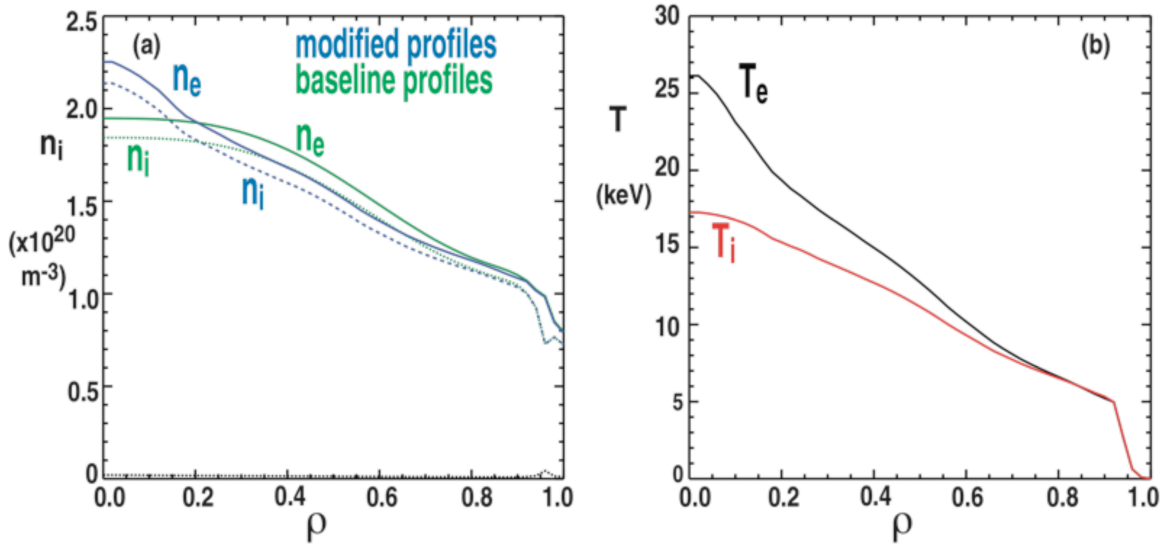 (a)
modified profiles
baseline profiles
2.5
2.0
1.5
1.0
0.5
0
n_i
(x10^20
m^-3)
n_e
n_i
n_e
n_i
0.0 0.2 0.4 0.6 0.8 1.0
ρ
(b)
30
25
20
15
10
5
0
T
(keV)
T_e
T_i
0.0 0.2 0.4 0.6 0.8 1.0
ρ